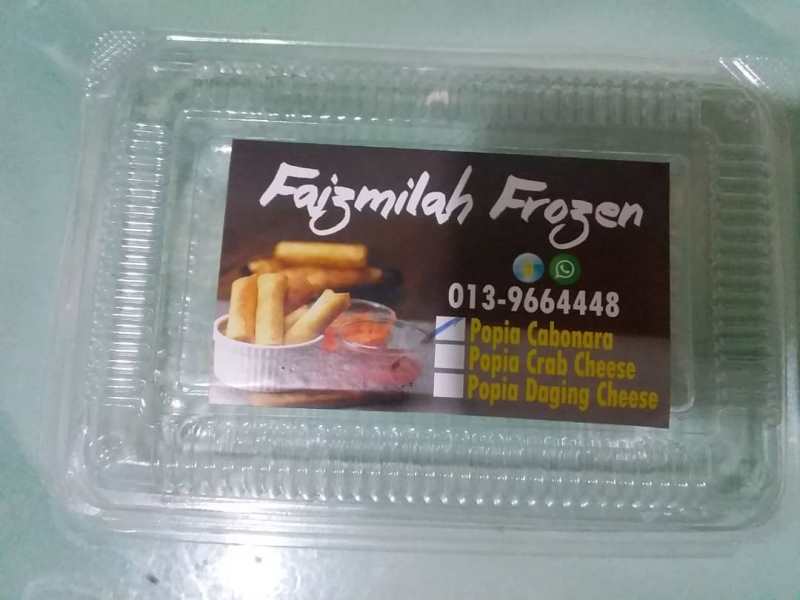 Faizmilah Frozen
013-9664448
Popia Cabonara
Popia Crab Cheese
Popia Daging Cheese